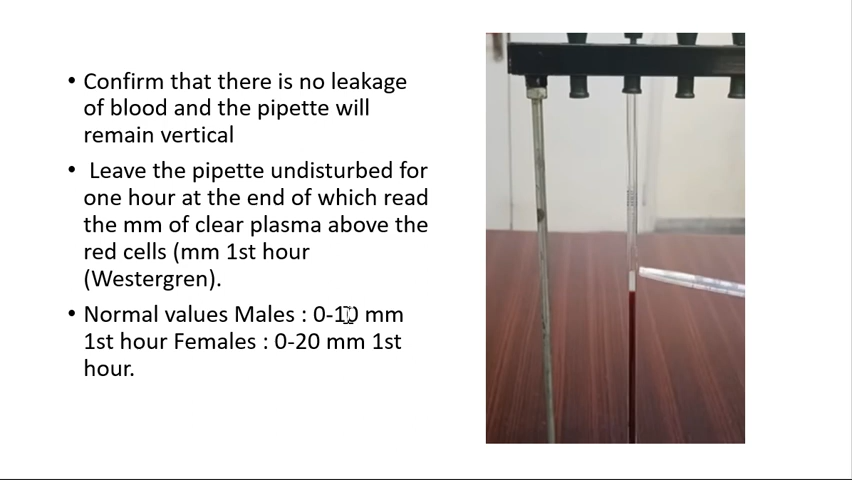 • Confirm that there is no leakage
of blood and the pipette will
remain vertical
• Leave the pipette undisturbed for
one hour at the end of which read
the mm of clear plasma above the
red cells (mm 1st hour
(Westergren).
• Normal values Males : 0-10 mm
1st hour Females : 0-20 mm 1st
hour.